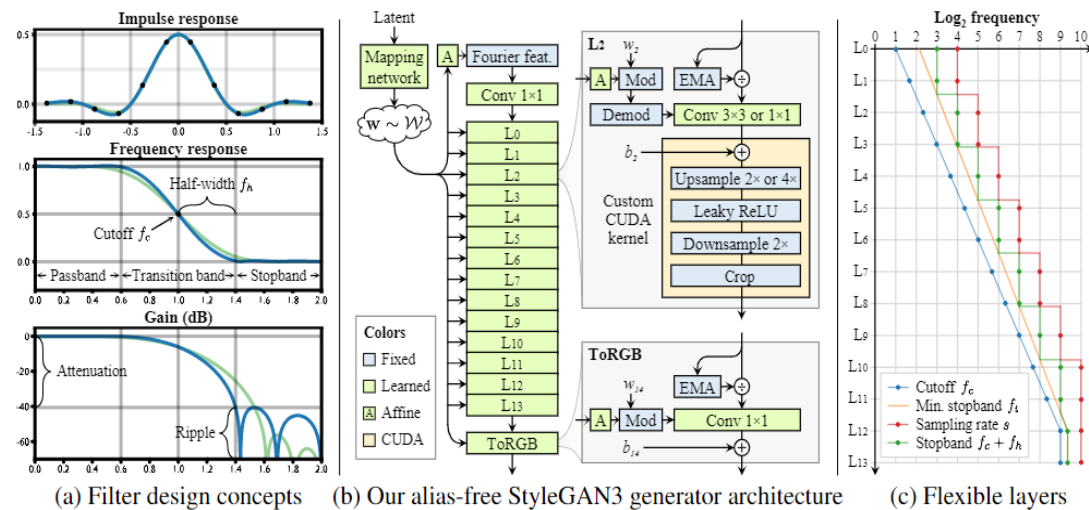 Impulse response
0.5
0.0
-1.5 -1.0 -0.5 0.0 0.5 1.0 1.5
Frequency response
1.0
Half-width fh
0.5
Cutoff fc
0.0
Passband Transition band Stopband
0.0 0.2 0.4 0.6 0.8 1.0 1.2 1.4 1.6 1.8 2.0
Gain (dB)
0
-20
Attenuation
-40
Ripple
-60
0.0 0.2 0.4 0.6 0.8 1.0 1.2 1.4 1.6 1.8 2.0
(a) Filter design concepts
Latent
Mapping
network
A
Fourier feat.
Conv 1×1
w ~ W
L0
L1
L2
L3
L4
L5
L6
L7
L8
L9
L10
L11
L12
L13
ToRGB
Colors
Fixed
Learned
A Affine
CUDA
L2
w2
A
Mod
EMA
÷
Demod
Conv 3×3 or 1×1
b2
+
Upsample 2× or 4×
Leaky ReLU
Custom
CUDA
kernel
Downsample 2×
Crop
ToRGB
w14
EMA
÷
A
Mod
Conv 1×1
b14
+
(b) Our alias-free StyleGAN3 generator architecture
Log2 frequency
0 1 2 3 4 5 6 7 8 9 10
L0
L1
L2
L3
L4
L5
L6
L7
L8
L9
L10
L11
L12
L13
Cutoff fc
Min. stopband ft
Sampling rate s
Stopband fc + fh
(c) Flexible layers